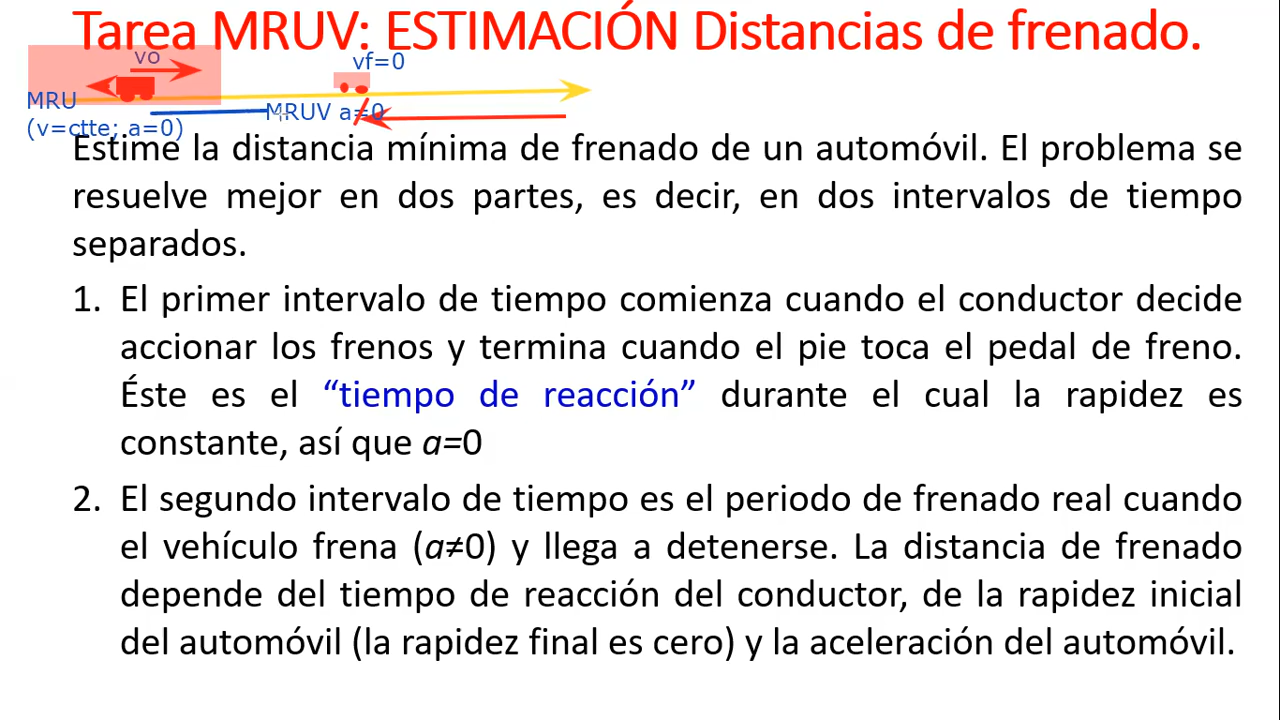 Tarea MRUV: ESTIMACIÓN Distancias de frenado.
vo
vf=0
MRU
MRUV a=0
(v=ctte; a=0)
Estime la distancia mínima de frenado de un automóvil. El problema se
resuelve mejor en dos partes, es decir, en dos intervalos de tiempo
separados.
1. El primer intervalo de tiempo comienza cuando el conductor decide
accionar los frenos y termina cuando el pie toca el pedal de freno.
Éste es el “tiempo de reacción” durante el cual la rapidez es
constante, así que a=0
2. El segundo intervalo de tiempo es el periodo de frenado real cuando
el vehículo frena (a≠0) y llega a detenerse. La distancia de frenado
depende del tiempo de reacción del conductor, de la rapidez inicial
del automóvil (la rapidez final es cero) y la aceleración del automóvil.